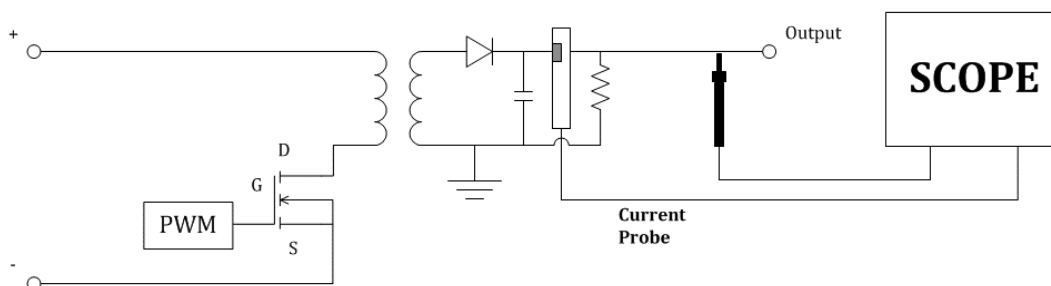 +
Output
SCOPE
D
G
PWM
S
Current
Probe
-